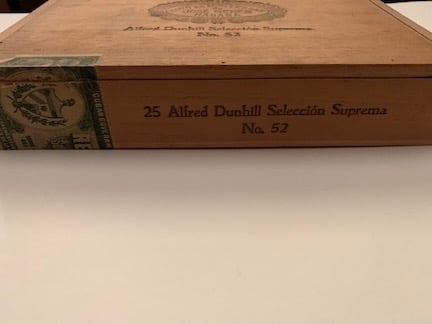 Alfred Dunhill Selección Suprema
No. 52
25 Alfred Dunhill Selección Suprema
No. 52